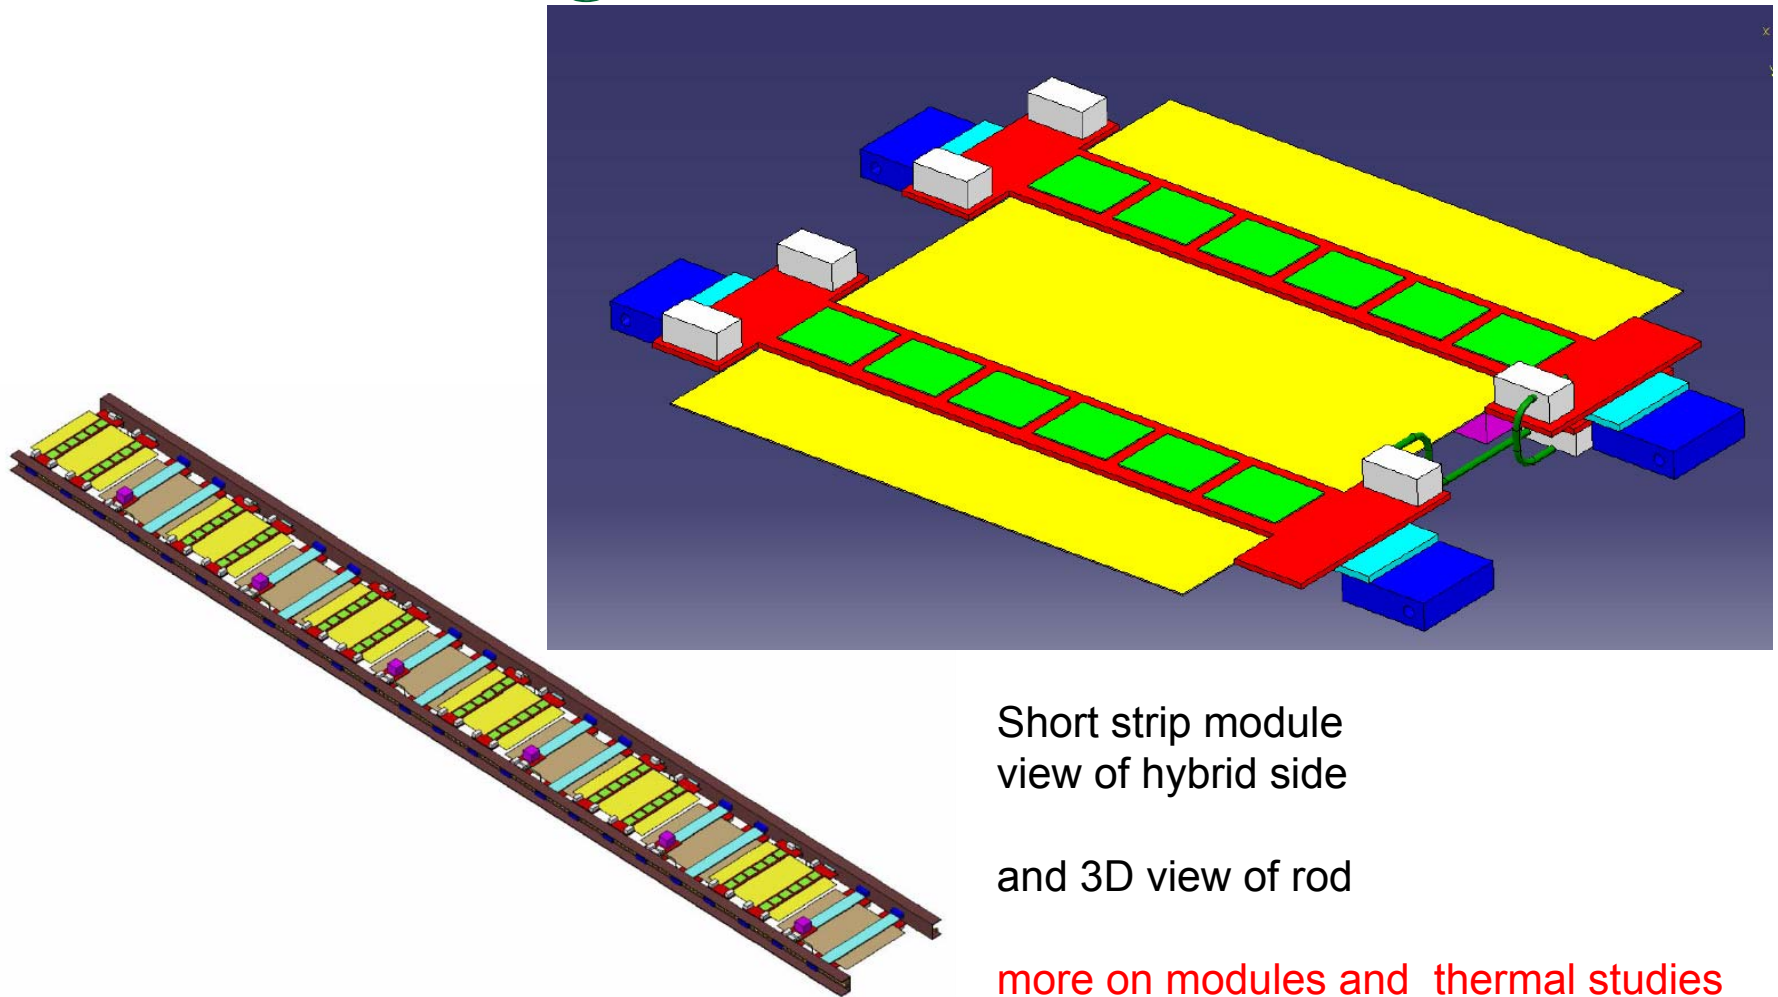 x
y
Short strip module
view of hybrid side
and 3D view of rod
more on modules and thermal studies